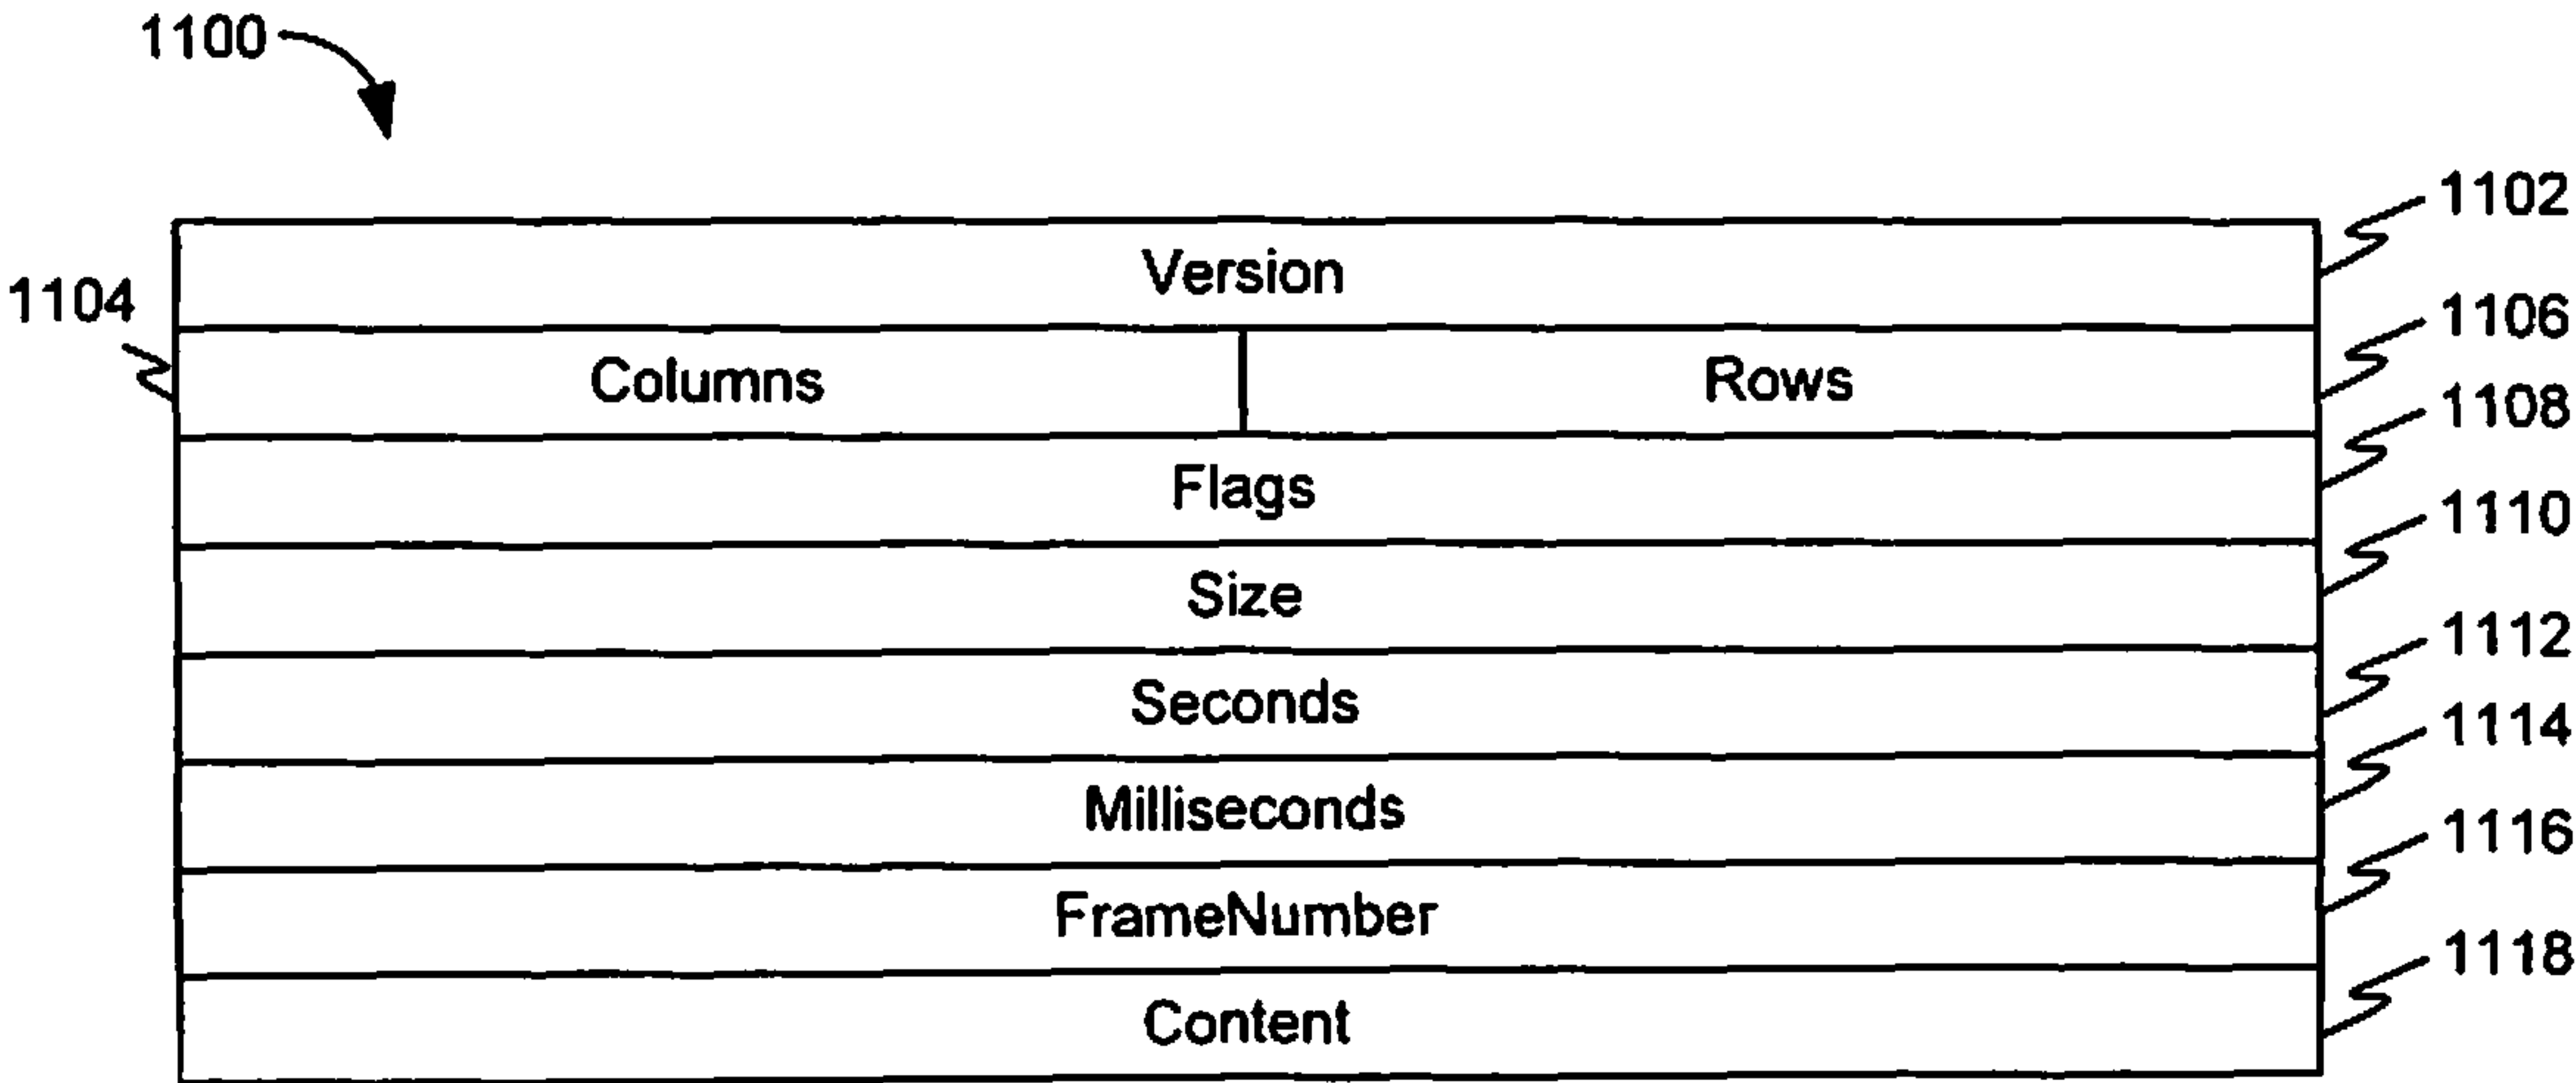 1100
1102
Version
1104
1106
Columns Rows
1108
Flags
1110
Size
1112
Seconds
1114
Milliseconds
1116
FrameNumber
1118
Content